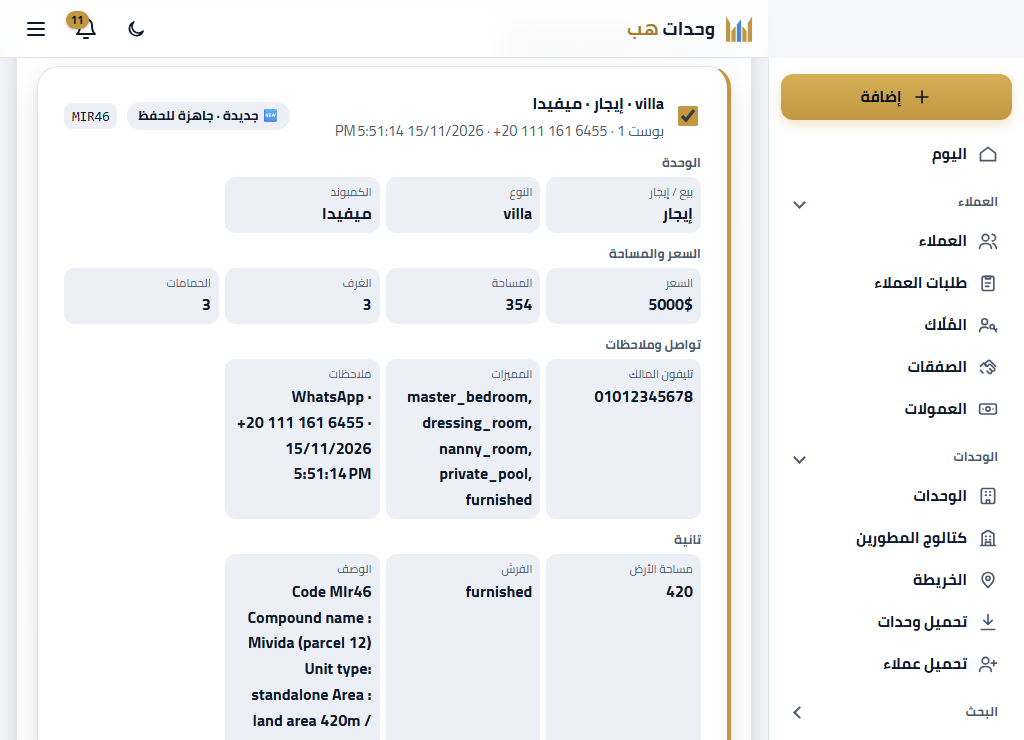 وحدات هب
11
إضافة
اليوم
العملاء
العملاء
طلبات العملاء
المُلّاك
الصفقات
العمولات
الوحدات
الوحدات
كتالوج المطورين
الخريطة
تحميل وحدات
تحميل عملاء
البحث
villa · إيجار · ميفيدا
بوست 1 · ‎+20 111 161 6455 · 15/11/2026 5:51:14 PM
🆕 جديدة · جاهزة للحفظ
MIR46
الوحدة
بيع / إيجار
إيجار
النوع
villa
الكمبوند
ميفيدا
السعر والمساحة
السعر
5000$
المساحة
354
الغرف
3
الحمامات
3
تواصل وملاحظات
تليفون المالك
01012345678
المميزات
master_bedroom,
dressing_room,
nanny_room,
private_pool,
furnished
ملاحظات
WhatsApp ·
+20 111 161 6455 ·
15/11/2026
5:51:14 PM
تانية
مساحة الأرض
420
الفرش
furnished
الوصف
Code MIr46
Compound name :
Mivida (parcel 12)
Unit type:
standalone Area :
land area 420m /